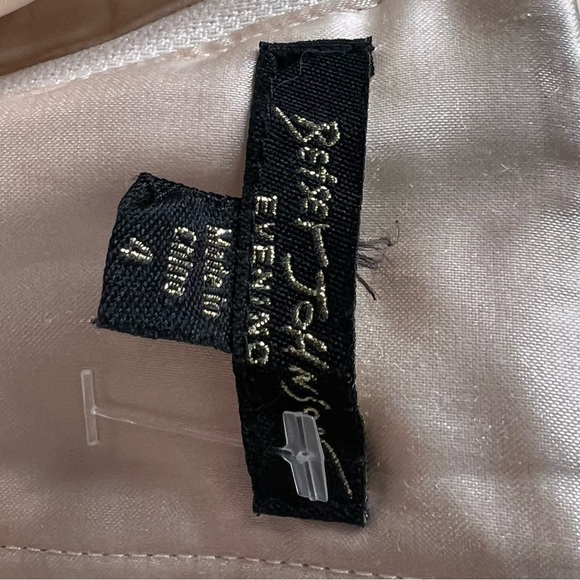 Betsey Johnson
EVENING
Made in
China
4